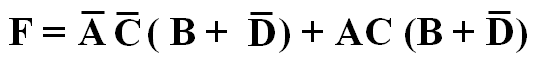 F = A̅ C̅ ( B + D̅) + AC (B + D̅)